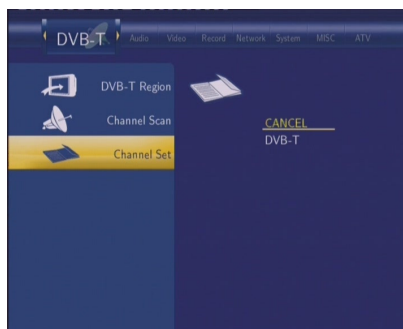 DVB-T Audio Video Record Network System MISC ATV
DVB-T Region
Channel Scan
Channel Set
CANCEL
DVB-T